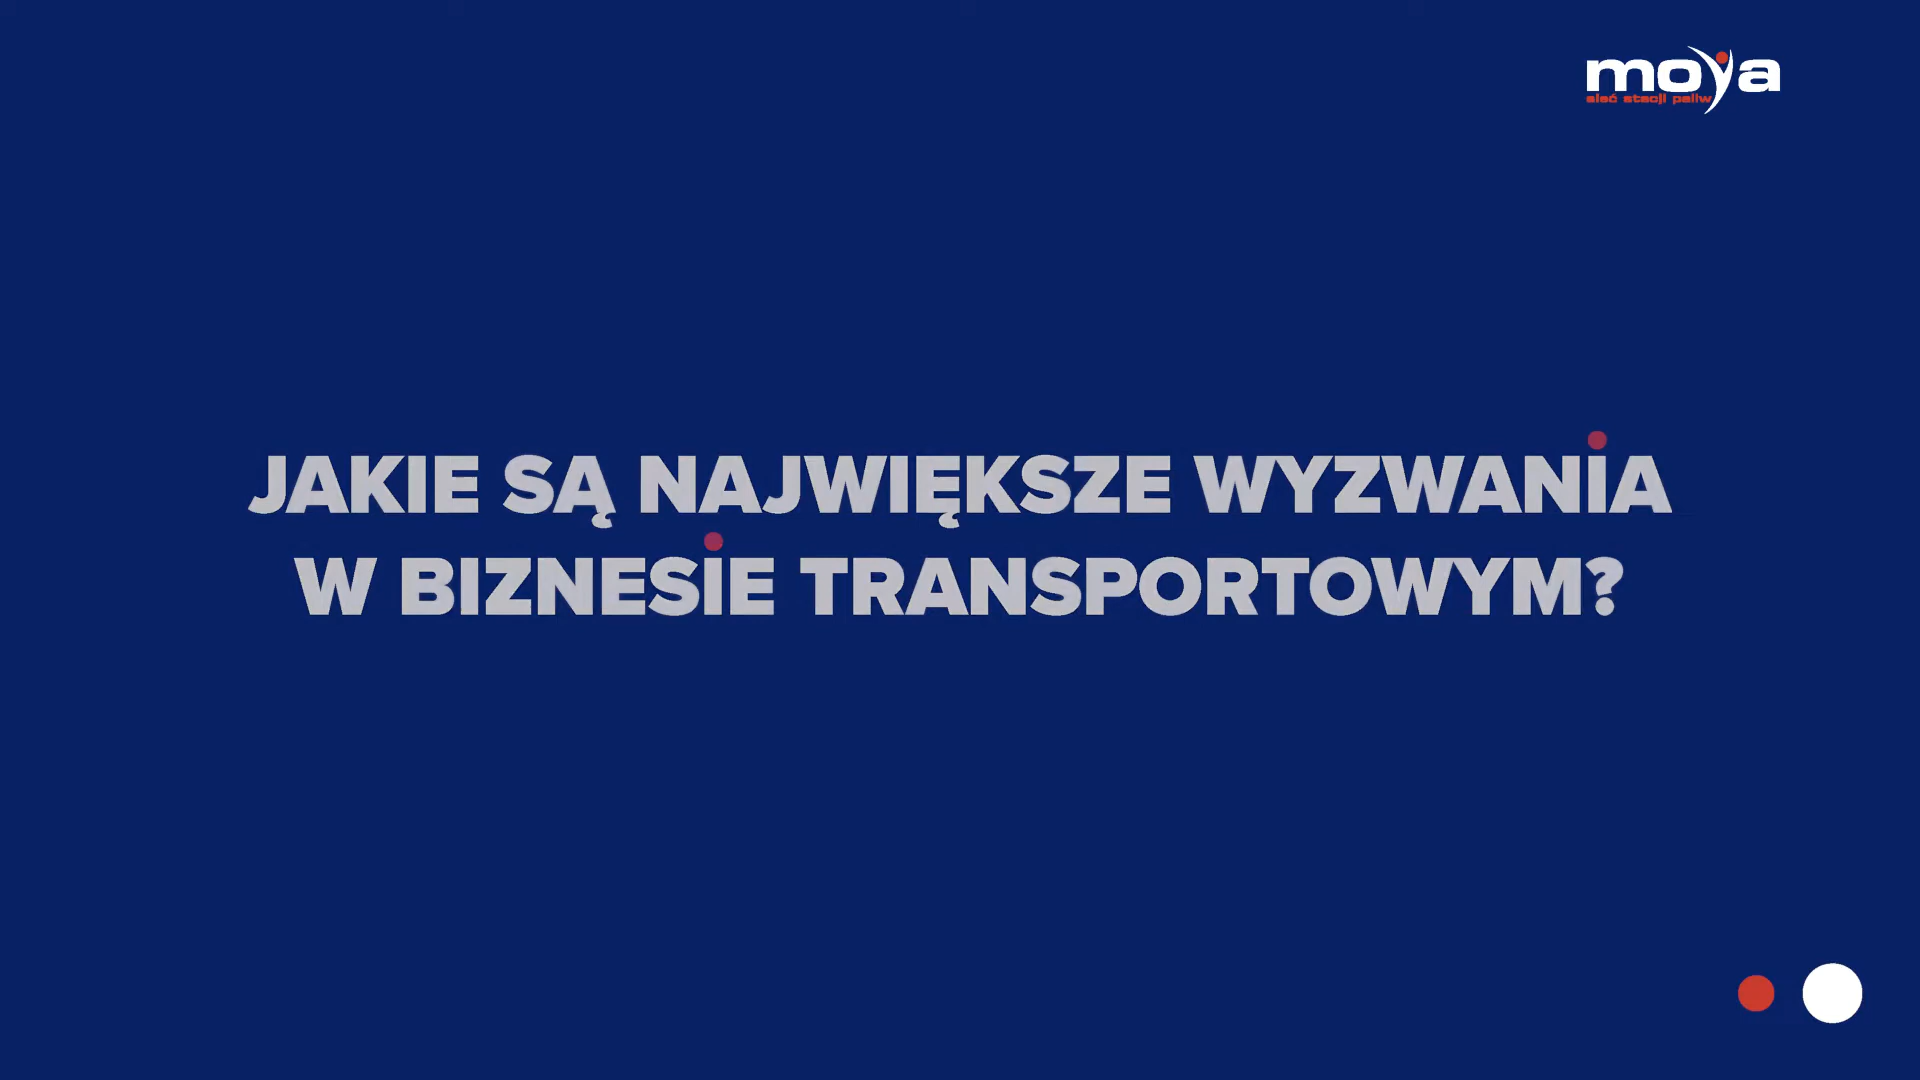 moya
sieć stacji paliw
JAKIE SĄ NAJWIĘKSZE WYZWANIA
W BIZNESIE TRANSPORTOWYM?